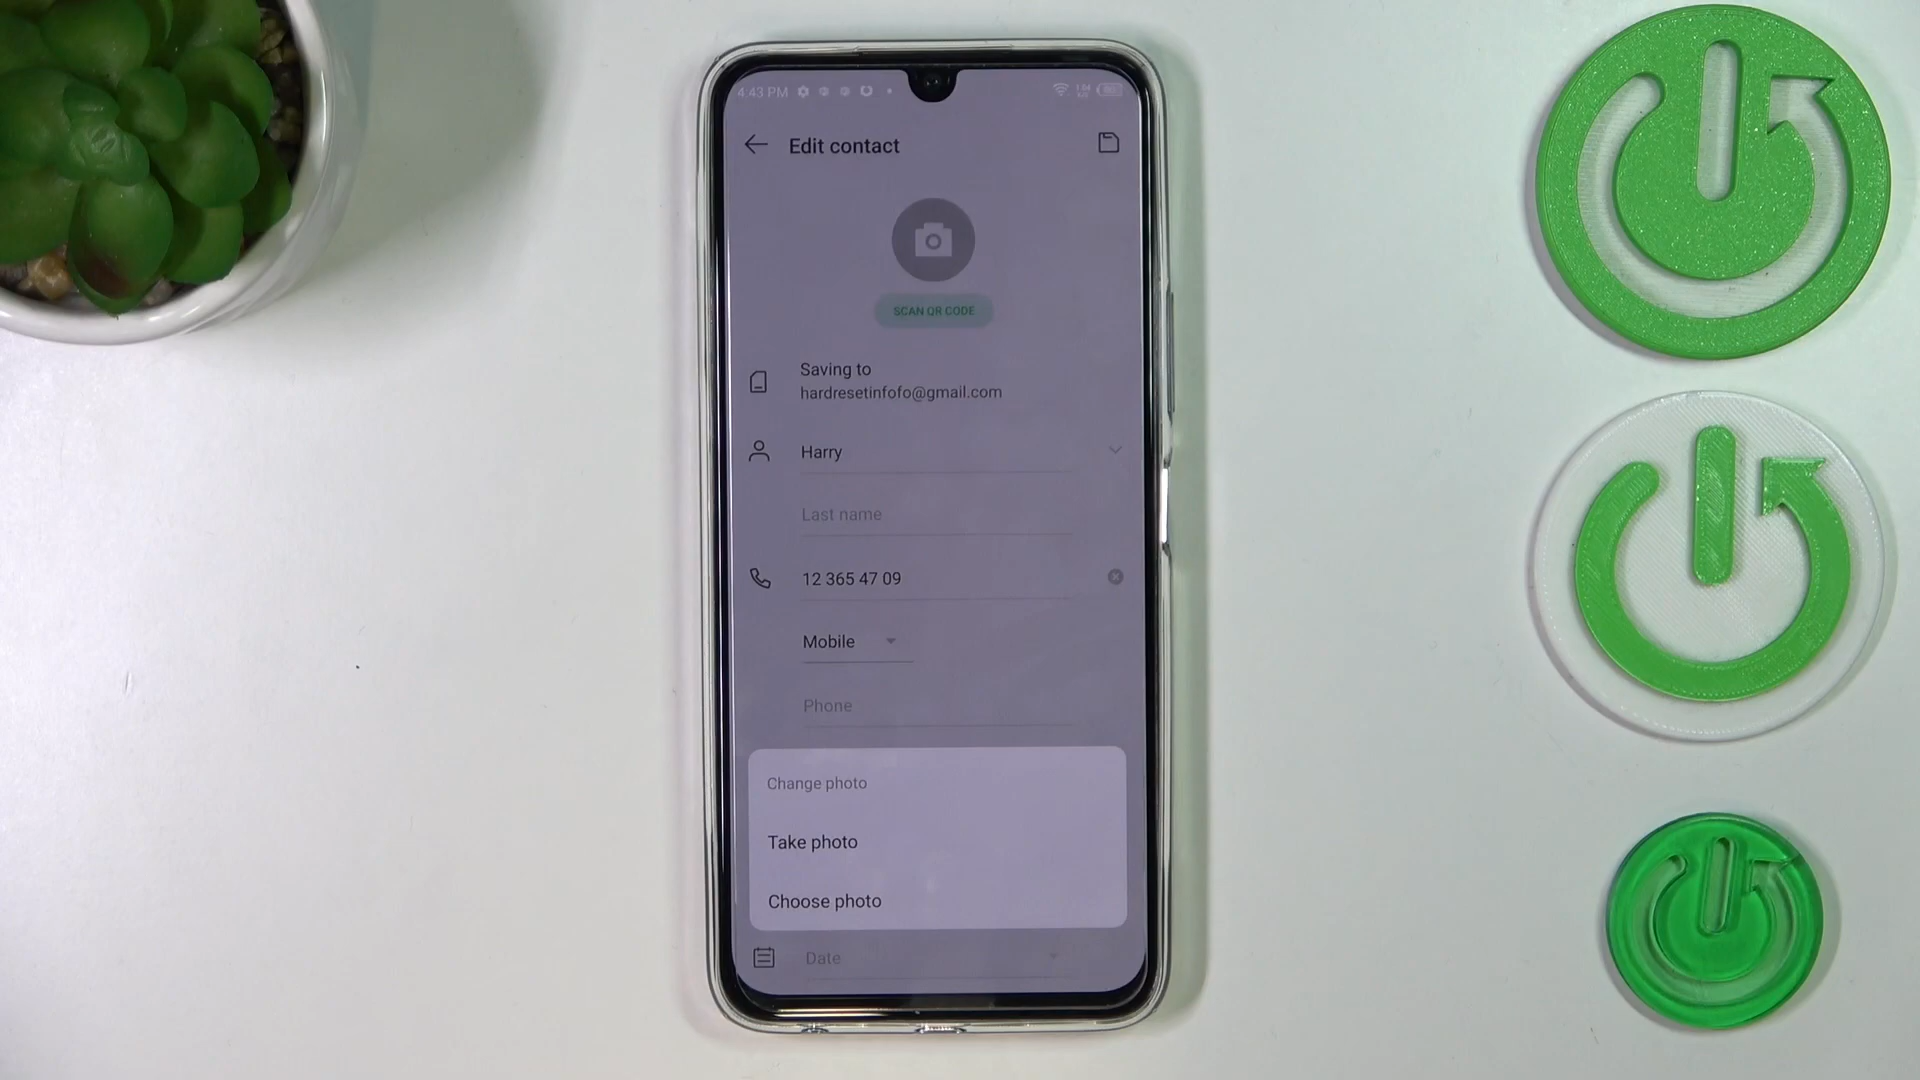 4:43 PM
Edit contact
SCAN QR CODE
Saving to
hardresetinfofo@gmail.com
Harry
Last name
12 365 47 09
Mobile
Phone
Change photo
Take photo
Choose photo
Date